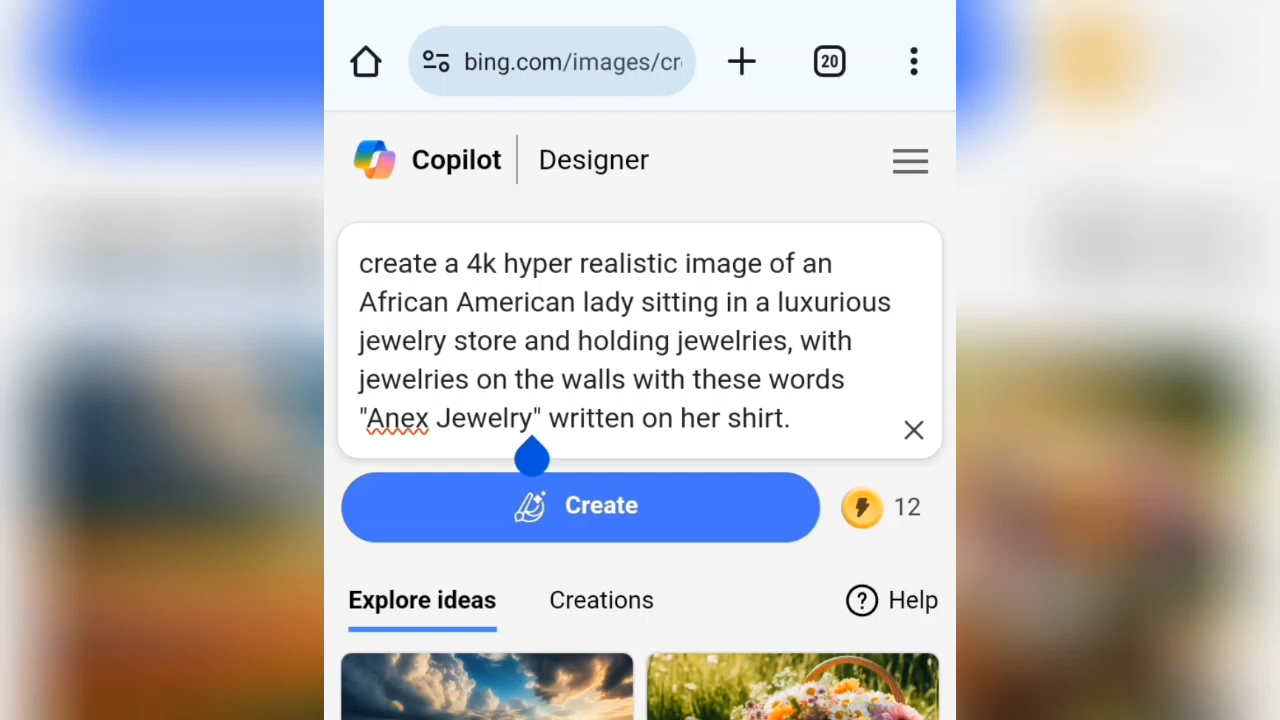 bing.com/images/cr
20
Copilot | Designer
create a 4k hyper realistic image of an
African American lady sitting in a luxurious
jewelry store and holding jewelries, with
jewelries on the walls with these words
"Anex Jewelry" written on her shirt.
Create
12
Explore ideas
Creations
Help